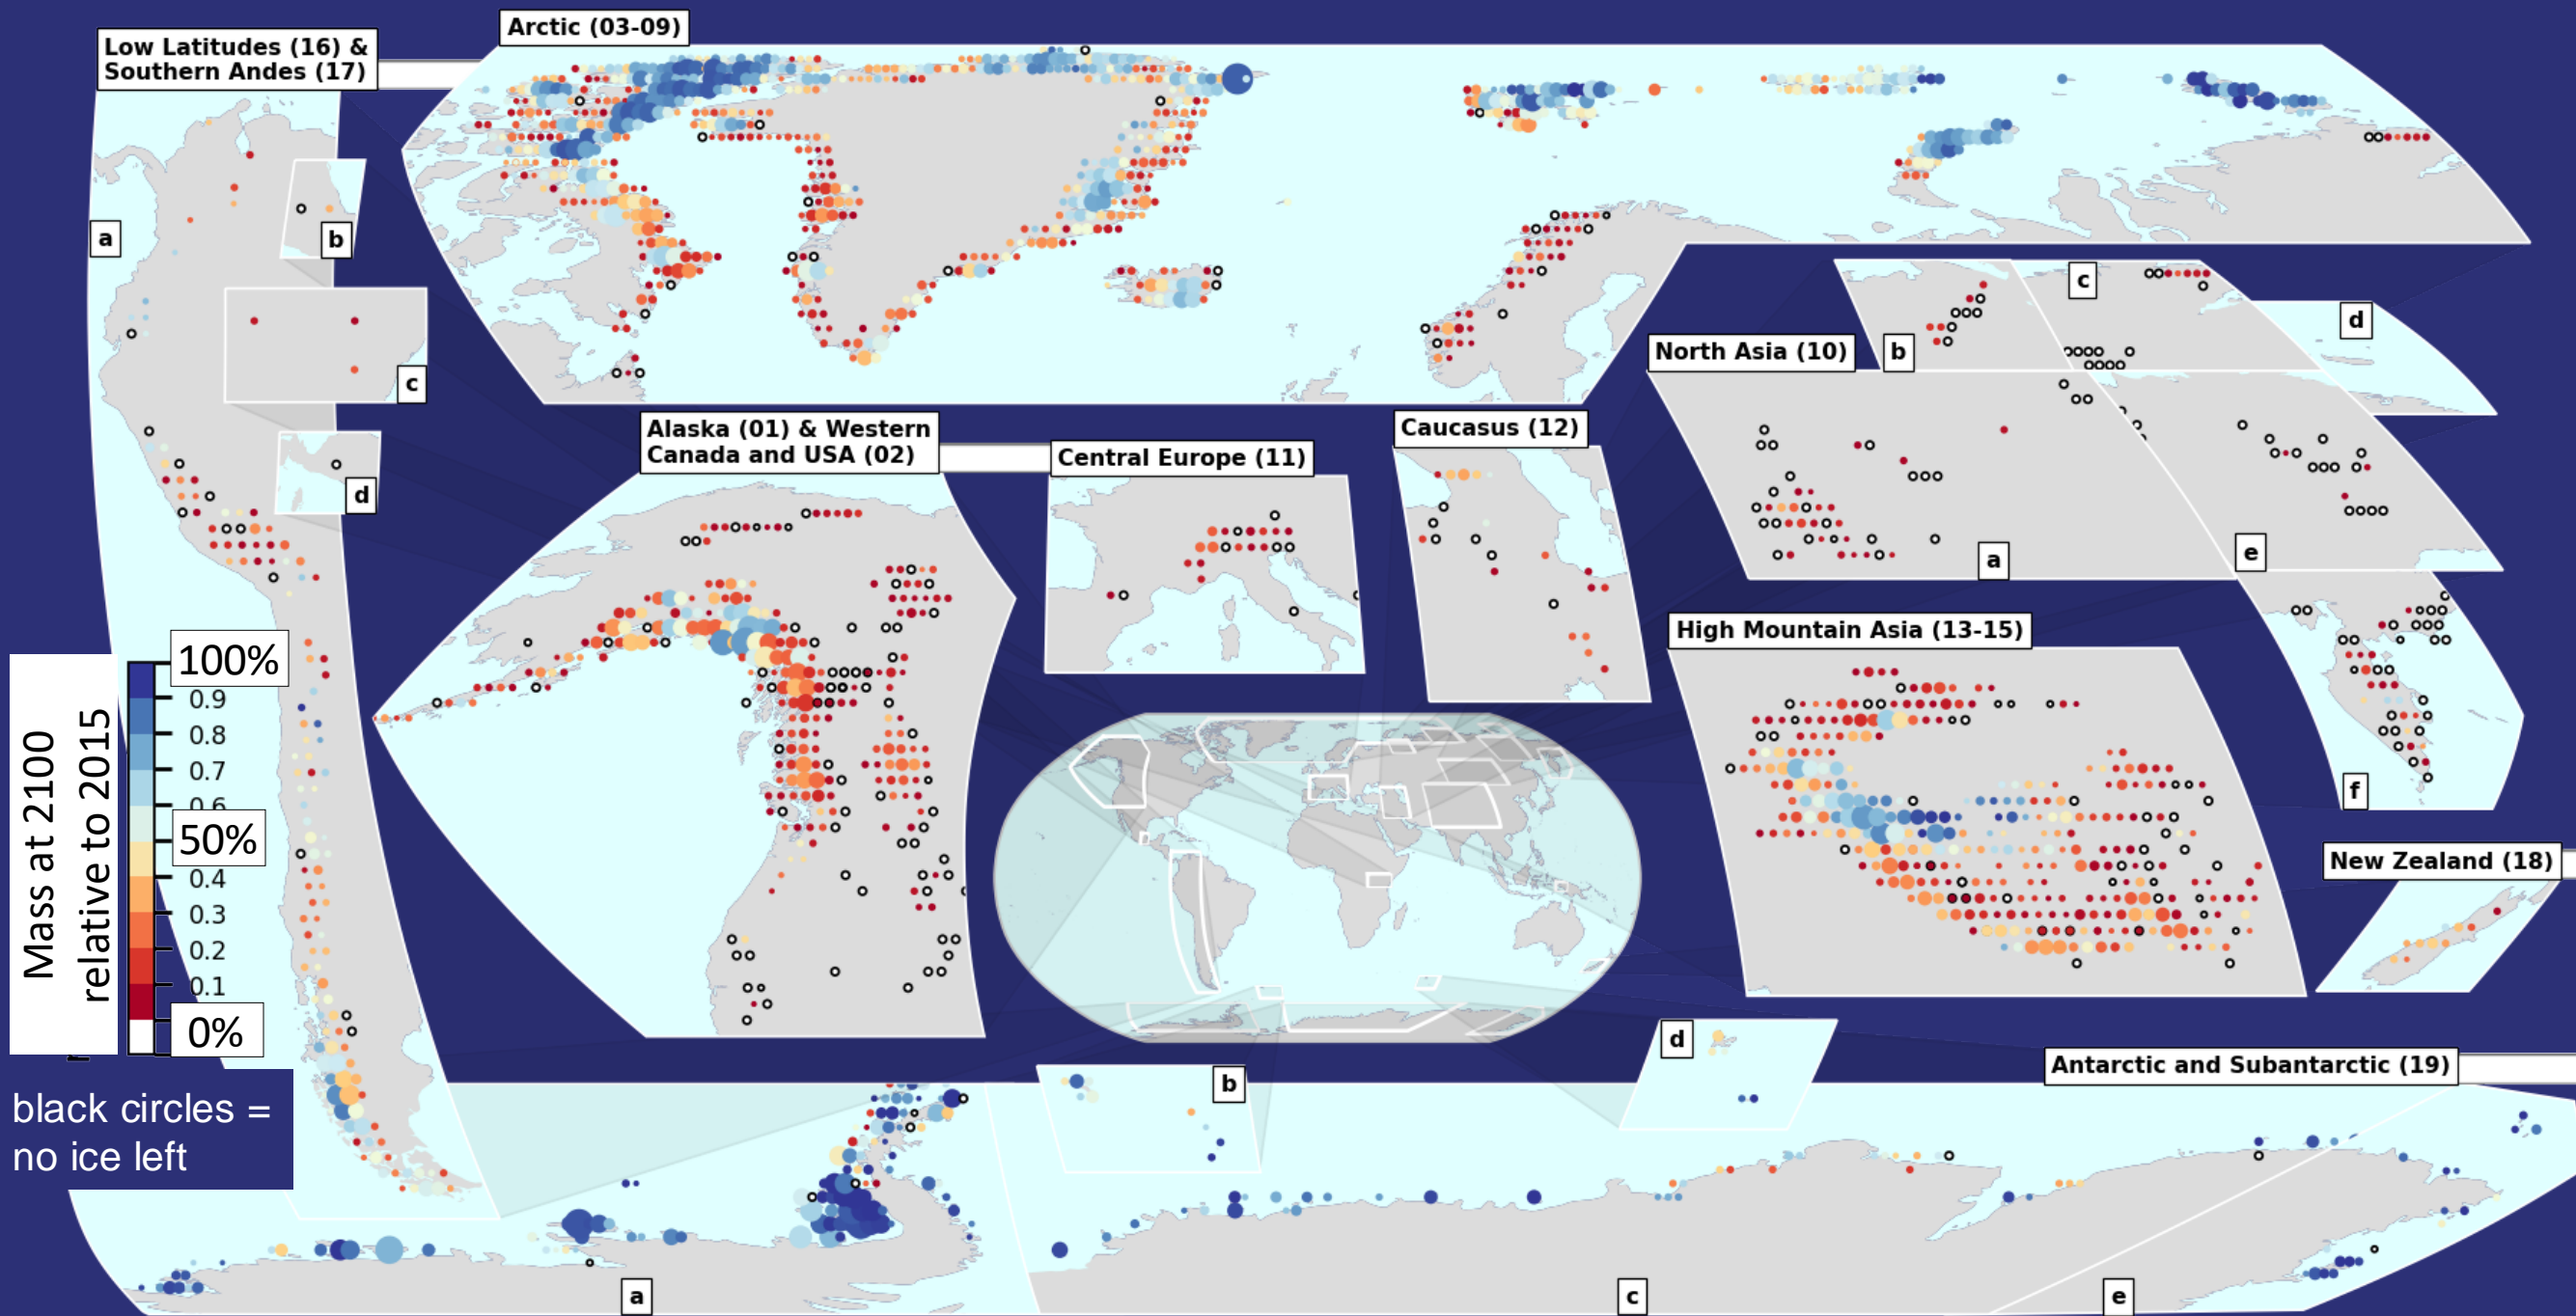 Arctic (03-09)
Low Latitudes (16) &
Southern Andes (17)
a
b
c
d
Alaska (01) & Western
Canada and USA (02)
Central Europe (11)
Caucasus (12)
North Asia (10)
b
c
d
a
e
f
High Mountain Asia (13-15)
New Zealand (18)
Mass at 2100
relative to 2015
100%
0.9
0.8
0.7
0.6
50%
0.4
0.3
0.2
0.1
0%
black circles =
no ice left
Antarctic and Subantarctic (19)
d
b
a
c
e